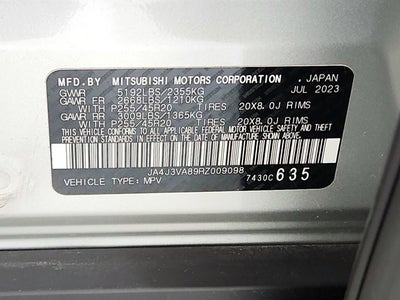 MFD.BY MITSUBISHI MOTORS CORPORATION, JAPAN
GVWR 5192LBS/2355KG JUL 2023
GAWR FR 2668LBS/1210KG
WITH P255/45R20 TIRES 20X8.0J RIMS
GAWR RR 3009LBS/1365KG
WITH P255/45R20 TIRES 20X8.0J RIMS
THIS VEHICLE CONFORMS TO ALL APPLICABLE
FEDERAL MOTOR VEHICLE SAFETY AND THEFT
PREVENTION STANDARDS IN EFFECT ON THE DATE
OF MANUFACTURE SHOWN ABOVE.
JA4J3VA89RZ009098
VEHICLE TYPE: MPV 7430C635